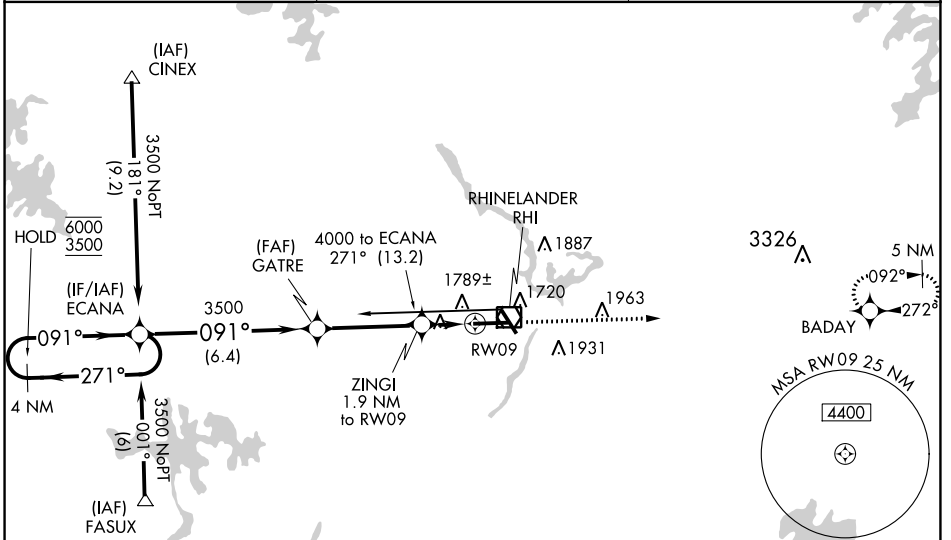 (IAF)
CINEX
3500 NoPT
181°
(9.2)
HOLD
6000
3500
(IF/IAF)
ECANA
091°
271°
4 NM
3500
091°
(6.4)
3500 NoPT
001°
(6)
(IAF)
FASUX
(FAF)
GATRE
4000 to ECANA
271° (13.2)
ZINGI
1.9 NM
to RW09
1789±
RHINELANDER
RHI
1887
1720
1963
RW09
1931
3326
5 NM
092°
272°
BADAY
MSA RW09 25 NM
4400